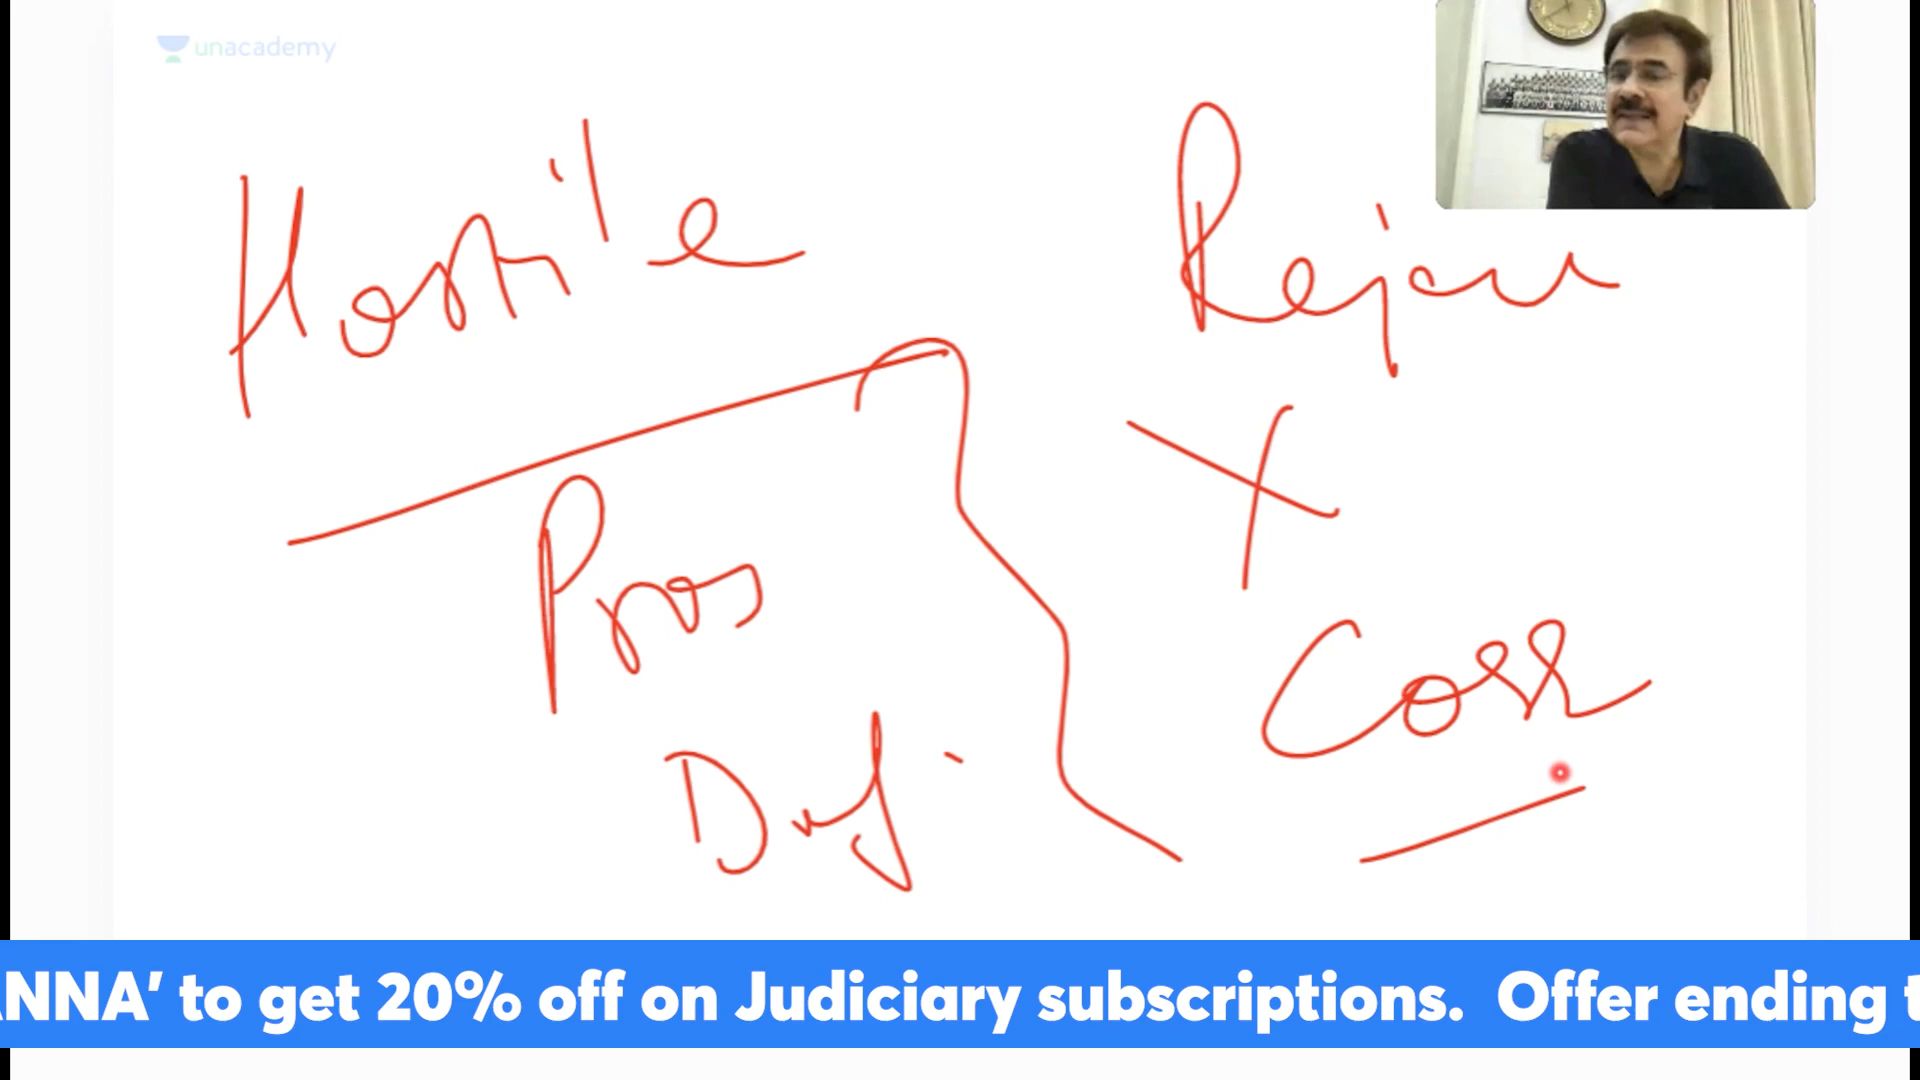 unacademy
Hostile
Pros
Def
Rejec
X
Corr
ANNA' to get 20% off on Judiciary subscriptions. Offer ending t